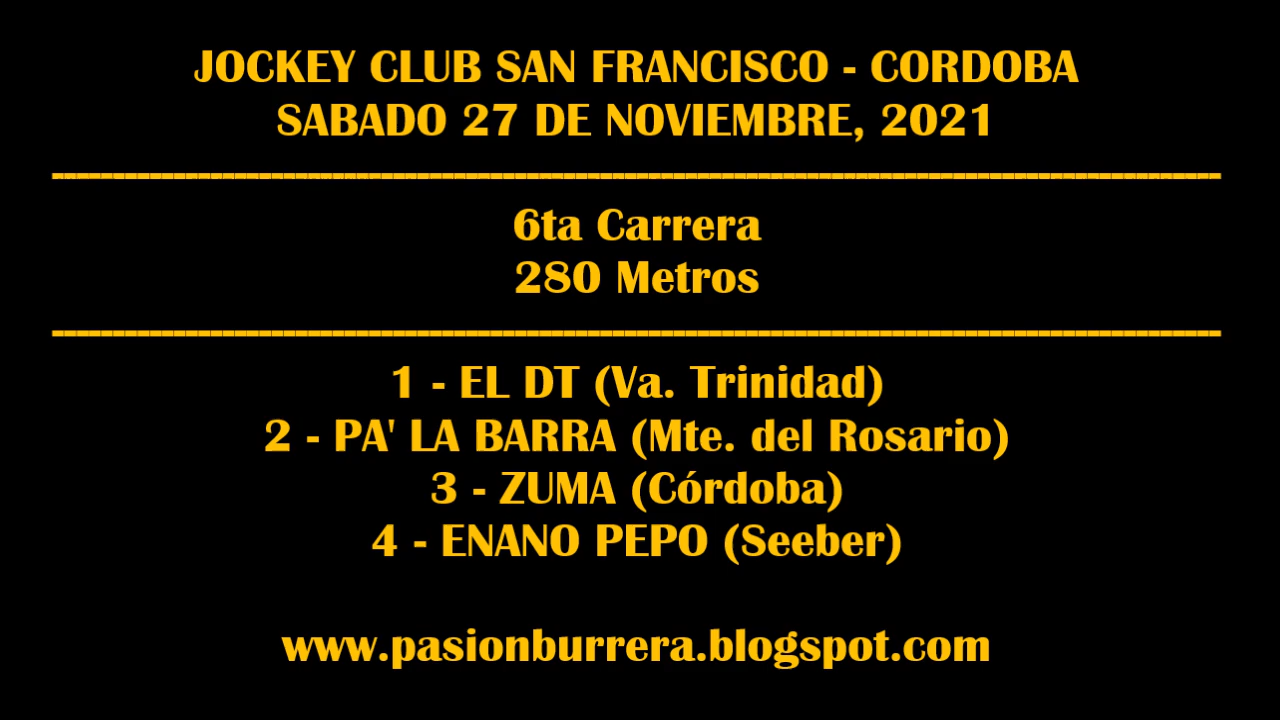 JOCKEY CLUB SAN FRANCISCO - CORDOBA
SABADO 27 DE NOVIEMBRE, 2021
6ta Carrera
280 Metros
1 - EL DT (Va. Trinidad)
2 - PA' LA BARRA (Mte. del Rosario)
3 - ZUMA (Córdoba)
4 - ENANO PEPO (Seeber)
www.pasionburrera.blogspot.com